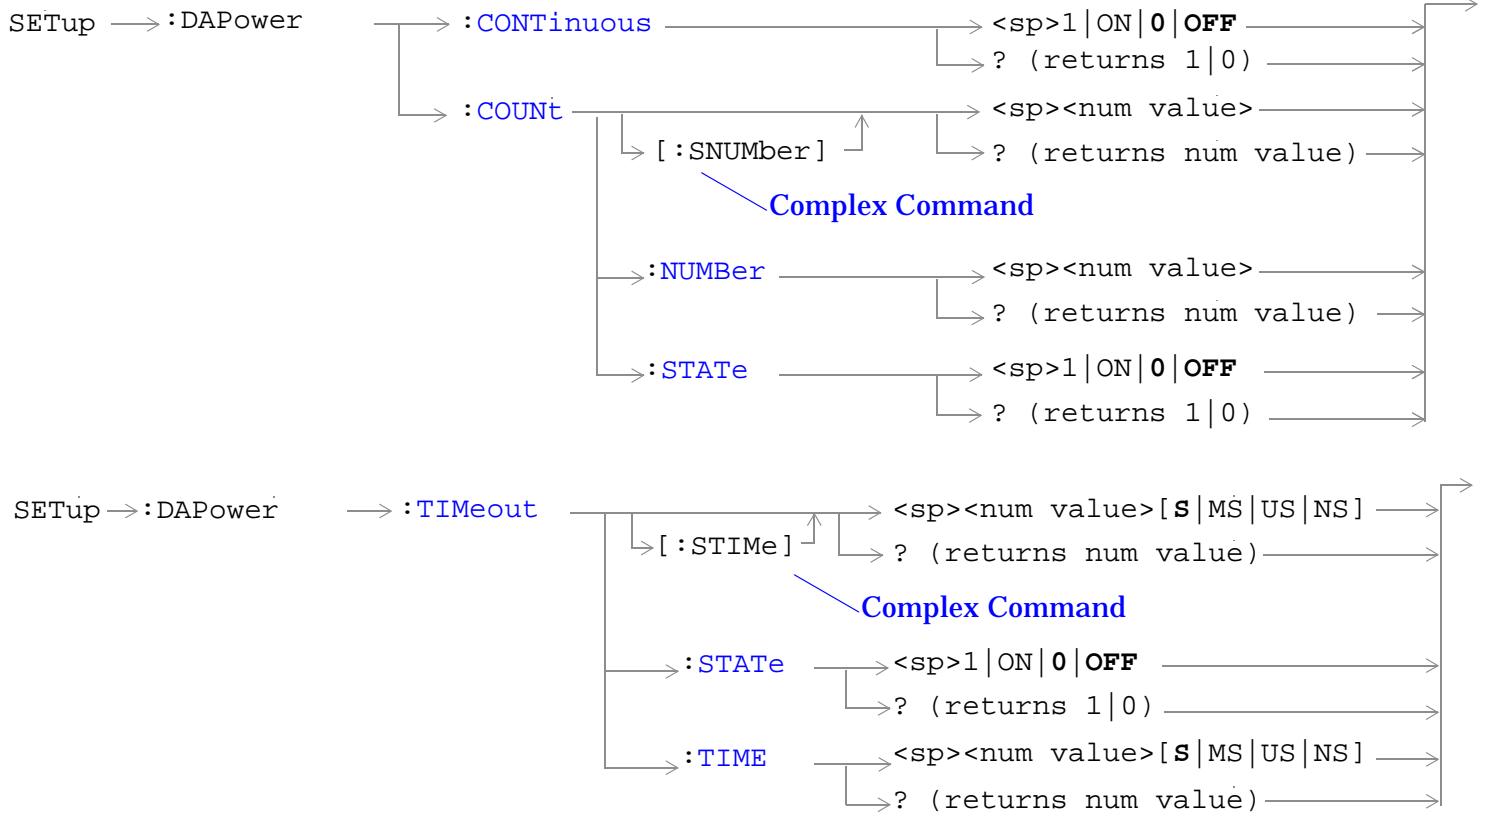 SETup :DAPower :CONTinuous <sp>1|ON|0|OFF
? (returns 1|0)
:COUNt <sp><num value>
[:SNUMber] ? (returns num value)
Complex Command
:NUMBer <sp><num value>
? (returns num value)
:STATe <sp>1|ON|0|OFF
? (returns 1|0)
SETup :DAPower :TIMeout <sp><num value>[S|MS|US|NS]
[:STIMe] ? (returns num value)
Complex Command
:STATe <sp>1|ON|0|OFF
? (returns 1|0)
:TIME <sp><num value>[S|MS|US|NS]
? (returns num value)